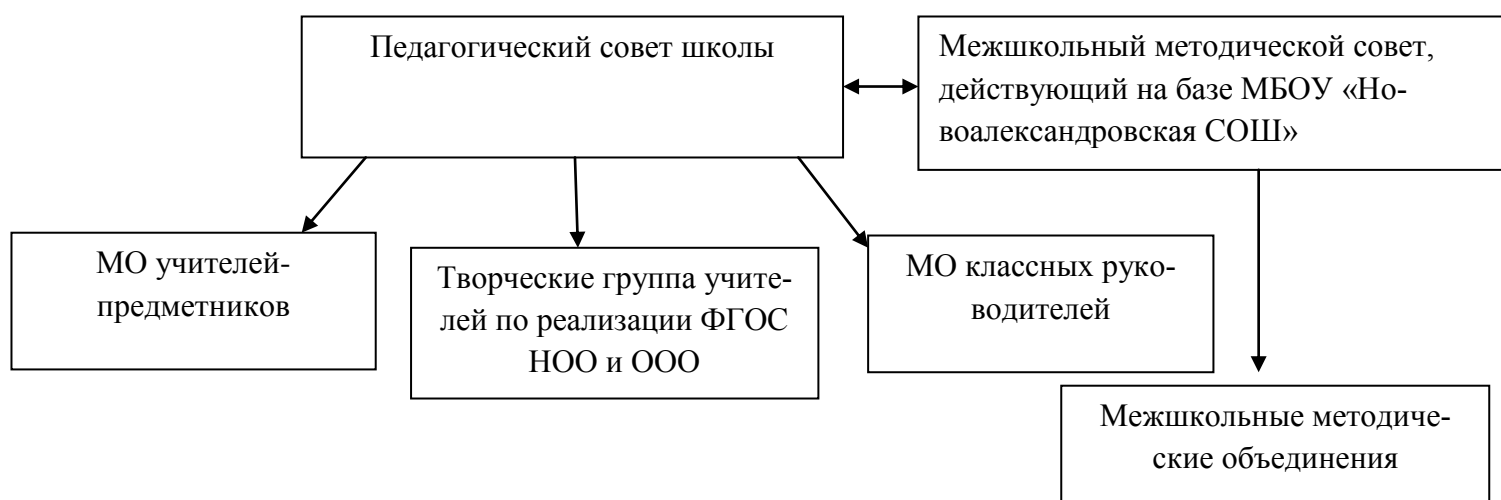 Педагогический совет школы
Межшкольный методической совет,
действующий на базе МБОУ «Но-
воалександровская СОШ»
МО учителей-
предметников
Творческие группа учите-
лей по реализации ФГОС
НОО и ООО
МО классных руко-
водителей
Межшкольные методиче-
ские объединения